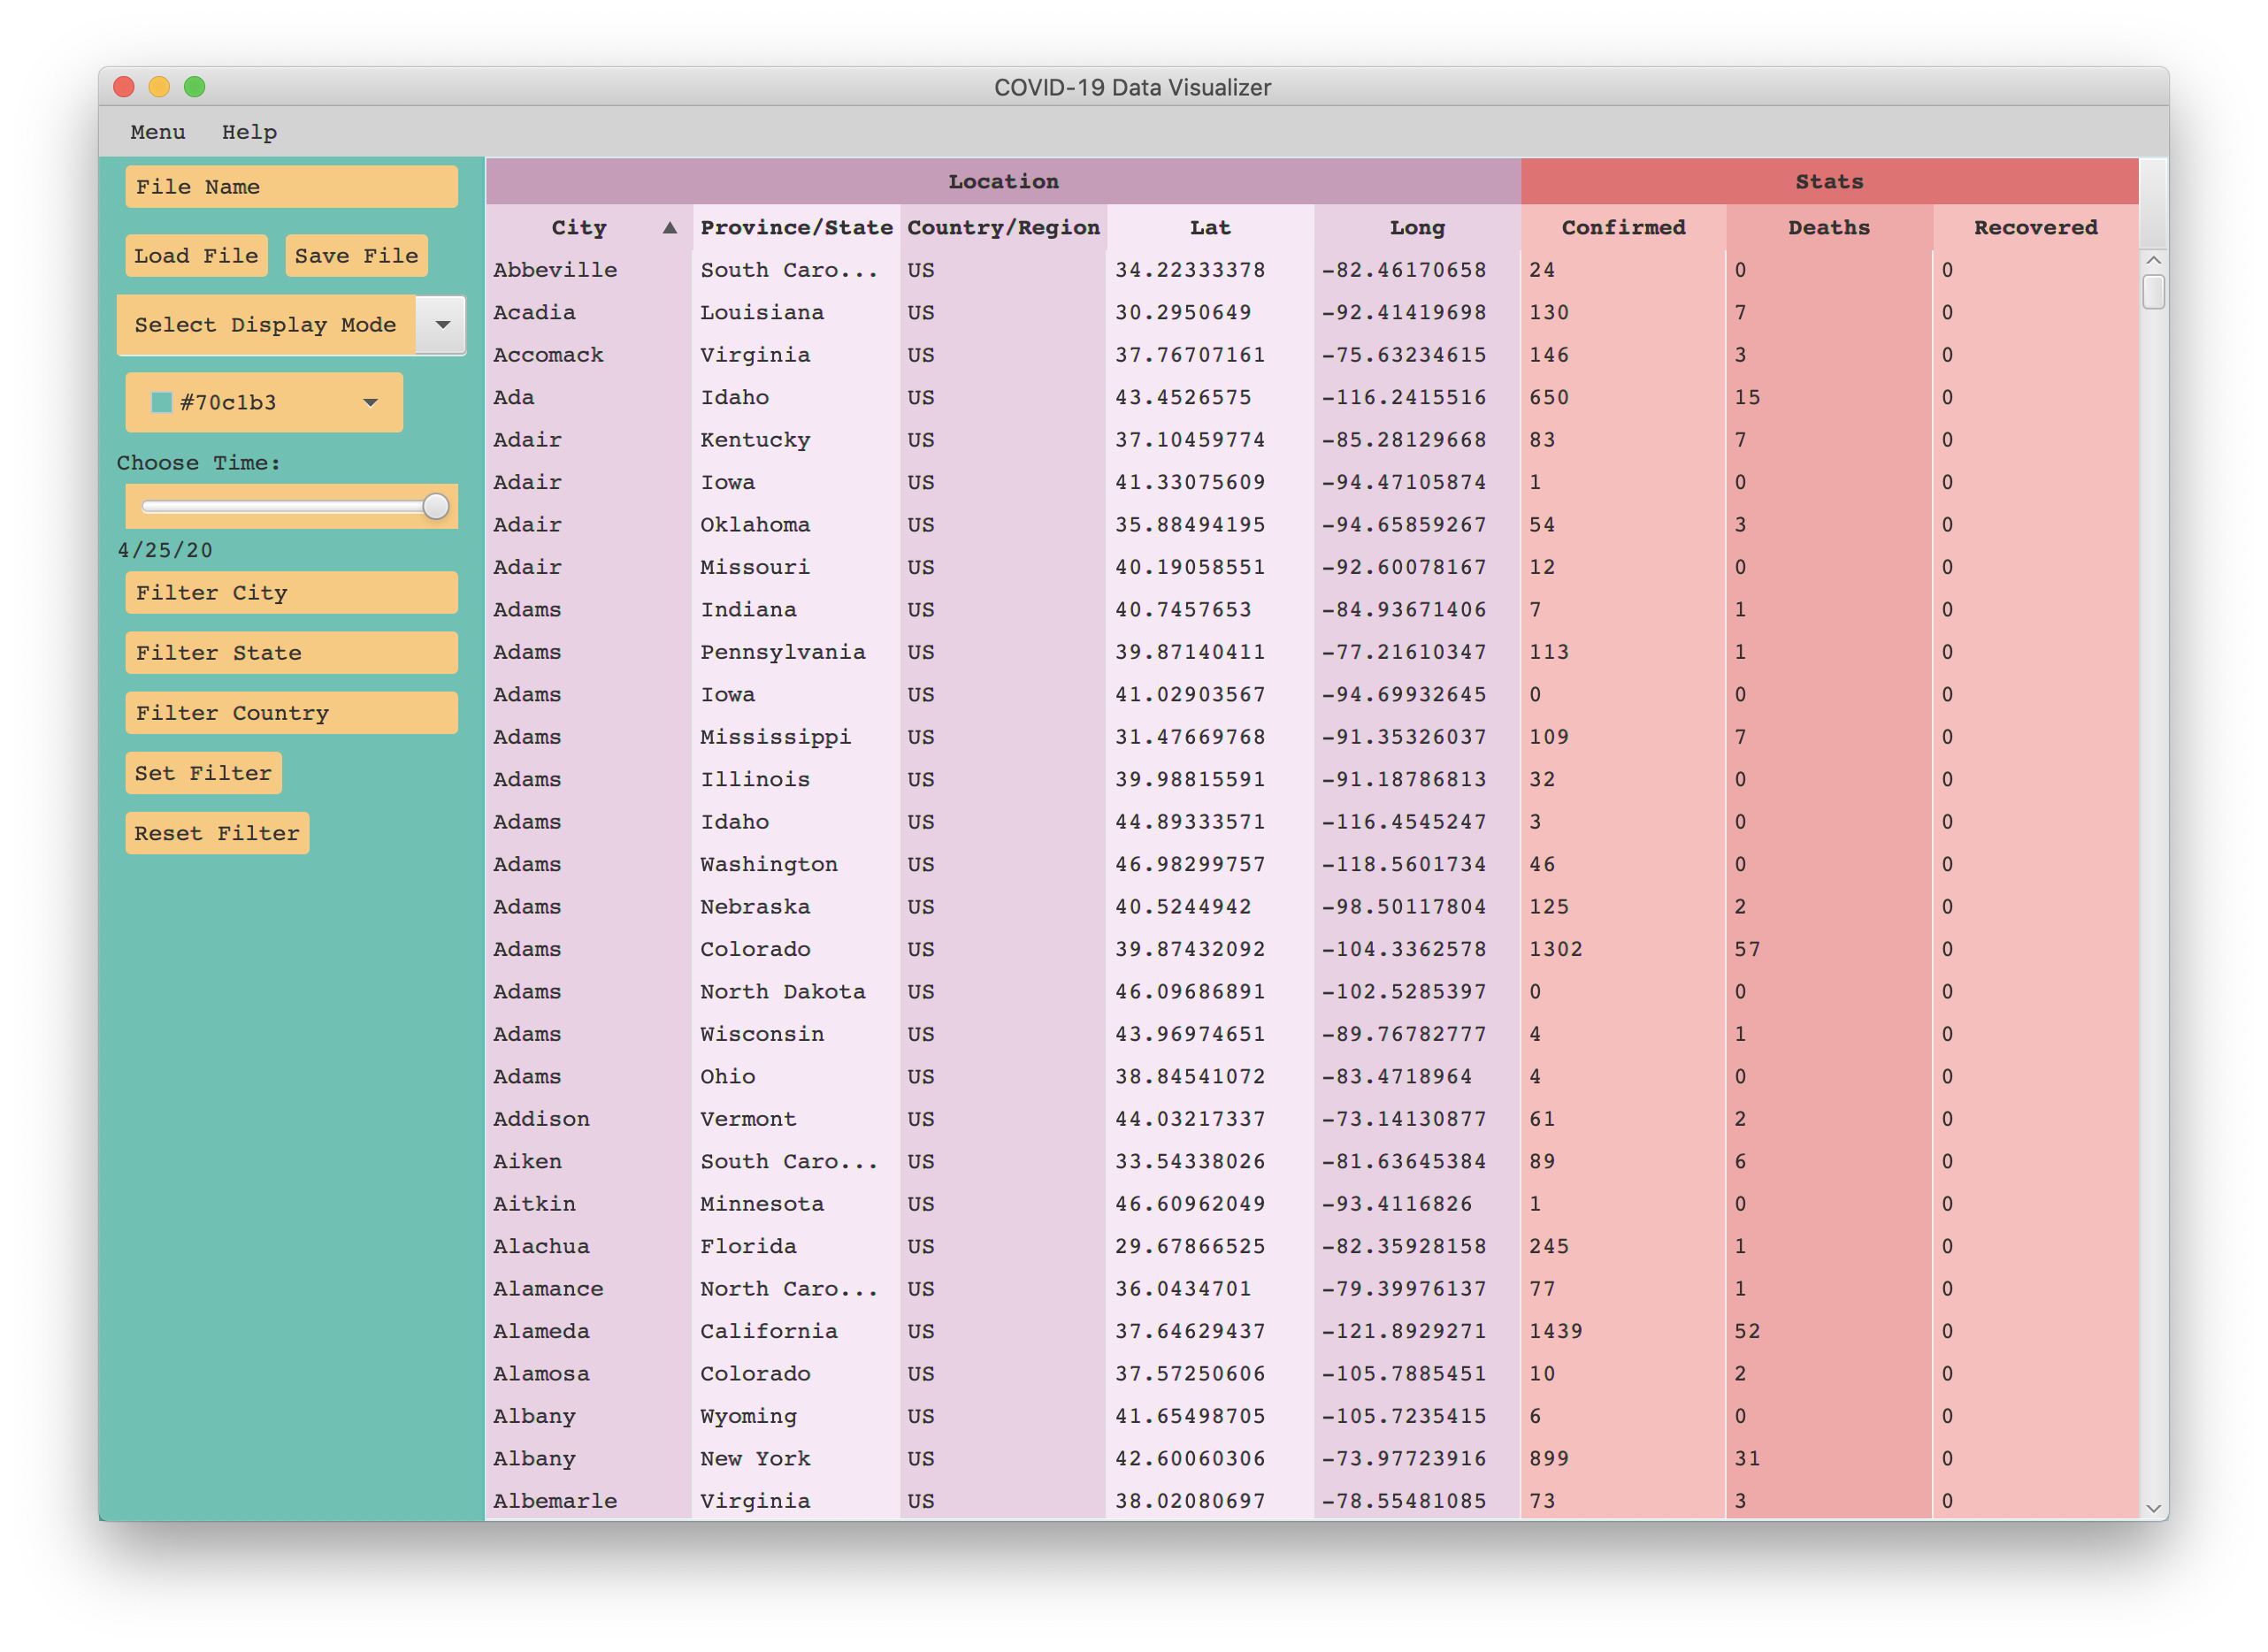 COVID-19 Data Visualizer
Menu Help
File Name
Load File Save File
Select Display Mode
#70c1b3
Choose Time:
4/25/20
Filter City
Filter State
Filter Country
Set Filter
Reset Filter
Location Stats
City Province/State Country/Region Lat Long Confirmed Deaths Recovered
Abbeville South Caro... US 34.22333378 -82.46170658 24 0 0
Acadia Louisiana US 30.2950649 -92.41419698 130 7 0
Accomack Virginia US 37.76707161 -75.63234615 146 3 0
Ada Idaho US 43.4526575 -116.2415516 650 15 0
Adair Kentucky US 37.10459774 -85.28129668 83 7 0
Adair Iowa US 41.33075609 -94.47105874 1 0 0
Adair Oklahoma US 35.88494195 -94.65859267 54 3 0
Adair Missouri US 40.19058551 -92.60078167 12 0 0
Adams Indiana US 40.7457653 -84.93671406 7 1 0
Adams Pennsylvania US 39.87140411 -77.21610347 113 1 0
Adams Iowa US 41.02903567 -94.69932645 0 0 0
Adams Mississippi US 31.47669768 -91.35326037 109 7 0
Adams Illinois US 39.98815591 -91.18786813 32 0 0
Adams Idaho US 44.89333571 -116.4545247 3 0 0
Adams Washington US 46.98299757 -118.5601734 46 0 0
Adams Nebraska US 40.5244942 -98.50117804 125 2 0
Adams Colorado US 39.87432092 -104.3362578 1302 57 0
Adams North Dakota US 46.09686891 -102.5285397 0 0 0
Adams Wisconsin US 43.96974651 -89.76782777 4 1 0
Adams Ohio US 38.84541072 -83.4718964 4 0 0
Addison Vermont US 44.03217337 -73.14130877 61 2 0
Aiken South Caro... US 33.54338026 -81.63645384 89 6 0
Aitkin Minnesota US 46.60962049 -93.4116826 1 0 0
Alachua Florida US 29.67866525 -82.35928158 245 1 0
Alamance North Caro... US 36.0434701 -79.39976137 77 1 0
Alameda California US 37.64629437 -121.8929271 1439 52 0
Alamosa Colorado US 37.57250606 -105.7885451 10 2 0
Albany Wyoming US 41.65498705 -105.7235415 6 0 0
Albany New York US 42.60060306 -73.97723916 899 31 0
Albemarle Virginia US 38.02080697 -78.55481085 73 3 0